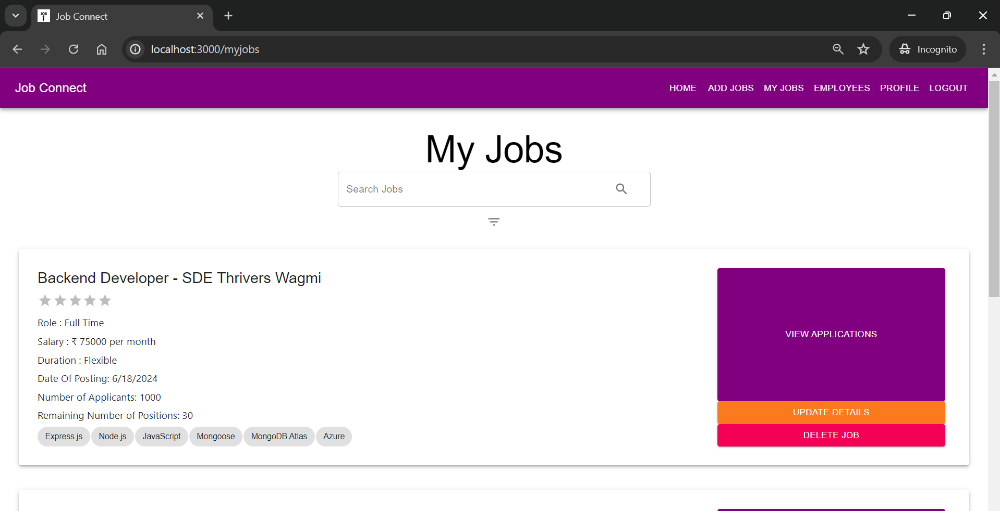 JOB
Job Connect
localhost:3000/myjobs
Incognito
Job Connect
HOME ADD JOBS MY JOBS EMPLOYEES PROFILE LOGOUT
My Jobs
Search Jobs
Backend Developer - SDE Thrivers Wagmi
Role : Full Time
Salary : ₹ 75000 per month
Duration : Flexible
Date Of Posting: 6/18/2024
Number of Applicants: 1000
Remaining Number of Positions: 30
Express.js Node.js JavaScript Mongoose MongoDB Atlas Azure
VIEW APPLICATIONS
UPDATE DETAILS
DELETE JOB